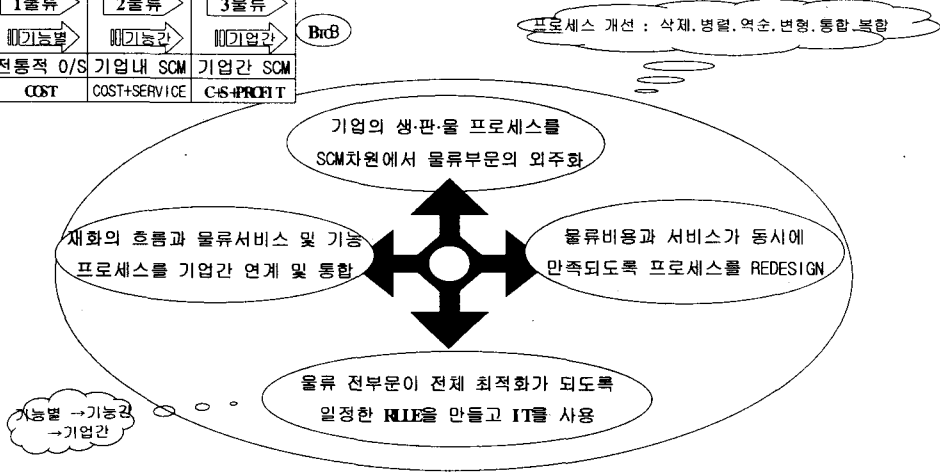 1물류 2물류 3물류
기능별 기능간 기업간 BtoB
전통적 O/S 기업내 SCM 기업간 SCM
COST COST+SERVICE C+S+PROFIT
프로세스 개선 : 삭제.병렬.역순.변형.통합.복합
기업의 생·판·물 프로세스를
SCM차원에서 물류부문의 외주화
재화의 흐름과 물류서비스 및 기능
프로세스를 기업간 연계 및 통합
물류비용과 서비스가 동시에
만족되도록 프로세스를 REDESIGN
물류 전부문이 전체 최적화가 되도록
일정한 RULE을 만들고 IT를 사용
기능별 →기능간
→기업간